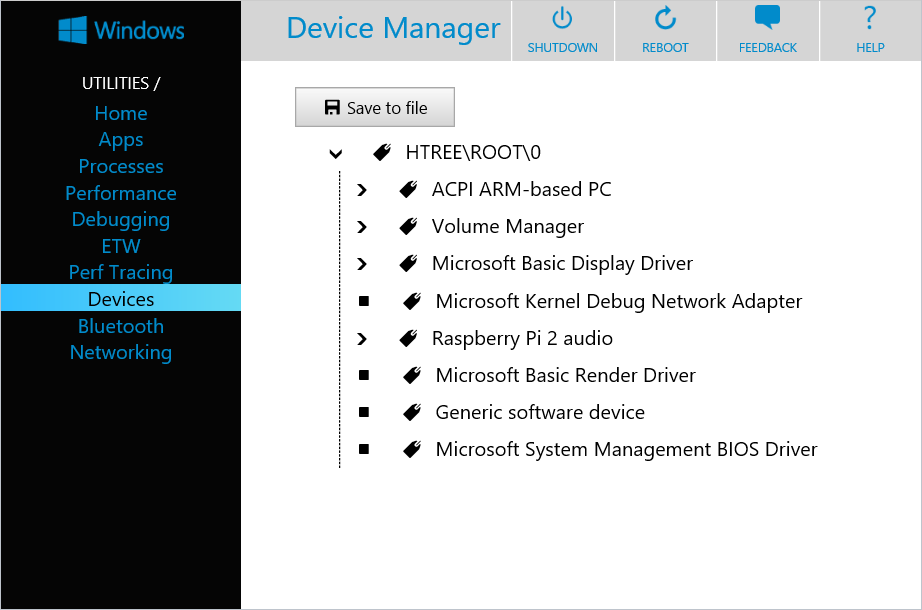 Windows
UTILITIES /
Home
Apps
Processes
Performance
Debugging
ETW
Perf Tracing
Devices
Bluetooth
Networking
Device Manager
SHUTDOWN
REBOOT
FEEDBACK
HELP
Save to file
HTREE\ROOT\0
ACPI ARM-based PC
Volume Manager
Microsoft Basic Display Driver
Microsoft Kernel Debug Network Adapter
Raspberry Pi 2 audio
Microsoft Basic Render Driver
Generic software device
Microsoft System Management BIOS Driver